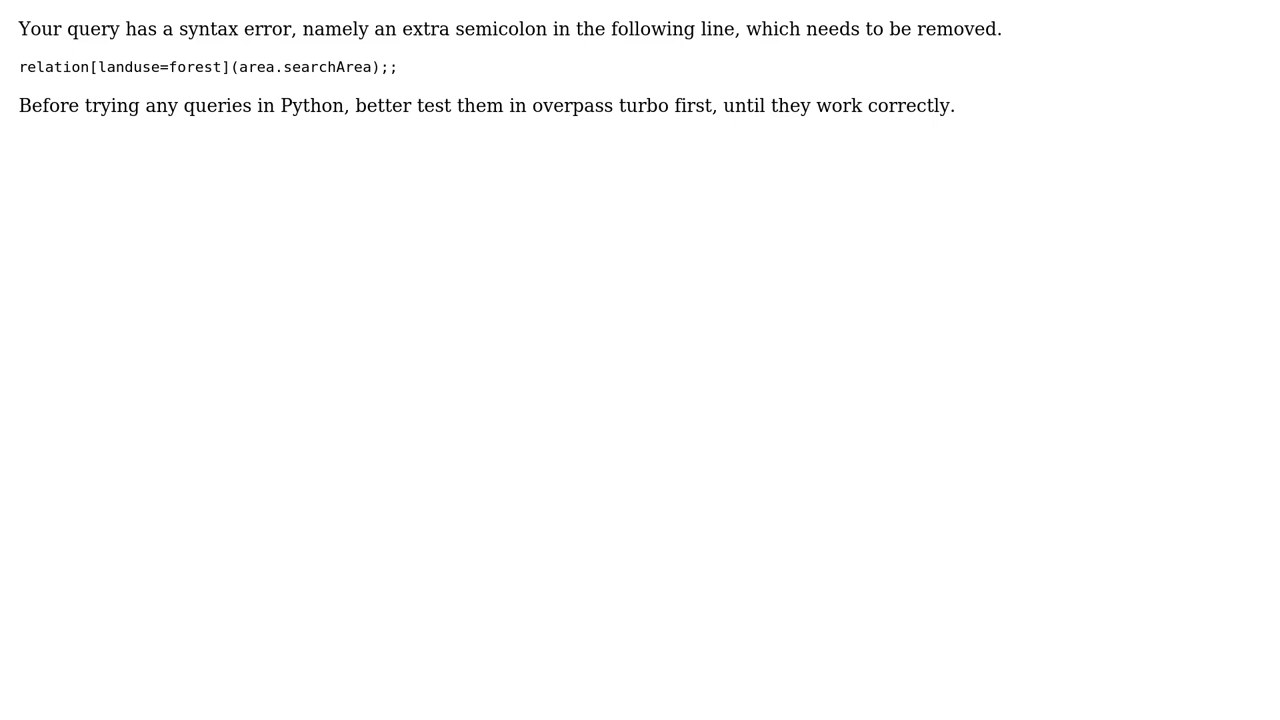 Your query has a syntax error, namely an extra semicolon in the following line, which needs to be removed.
relation[landuse=forest](area.searchArea);;
Before trying any queries in Python, better test them in overpass turbo first, until they work correctly.